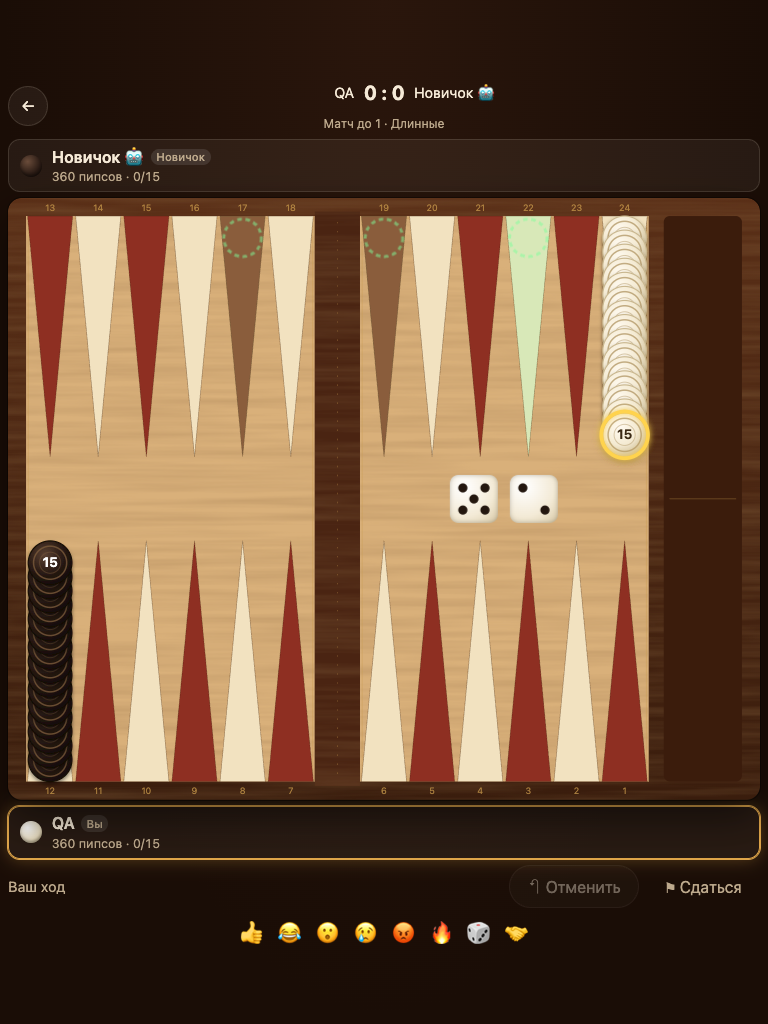 QA 0 : 0 Новичок
Матч до 1 · Длинные
Новичок Новичок
360 пипсов · 0/15
13 14 15 16 17 18 19 20 21 22 23 24
15
15
12 11 10 9 8 7 6 5 4 3 2 1
QA Вы
360 пипсов · 0/15
Ваш ход Отменить Сдаться